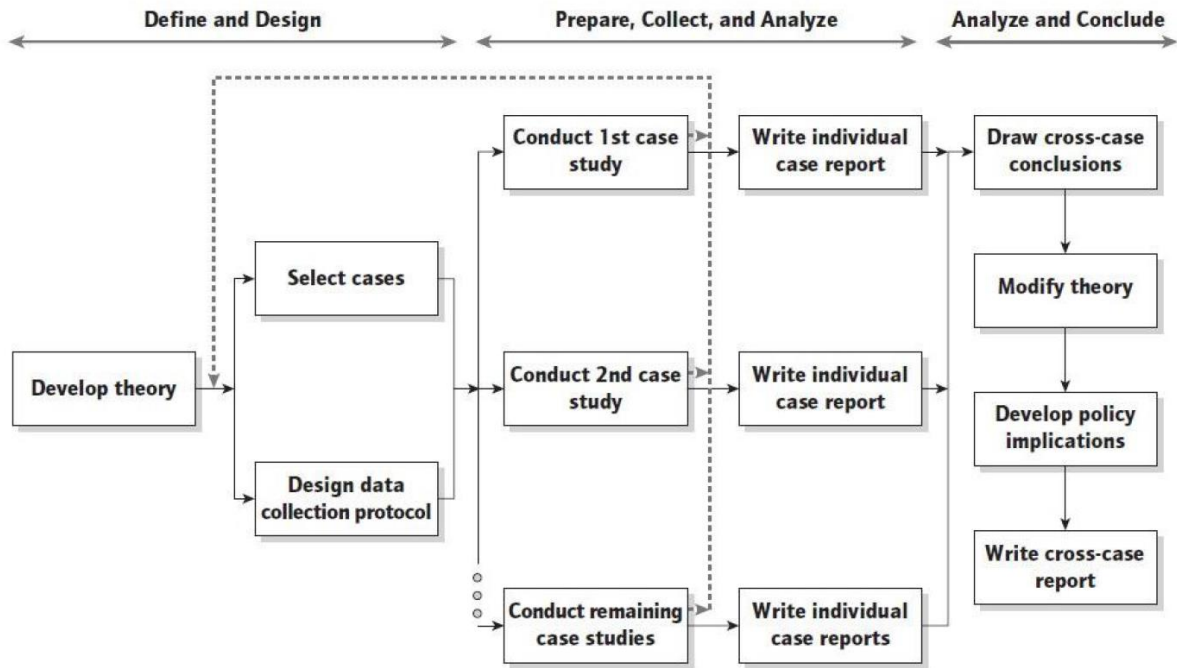 Define and Design
Prepare, Collect, and Analyze
Analyze and Conclude
Develop theory
Select cases
Design data
collection protocol
Conduct 1st case
study
Write individual
case report
Conduct 2nd case
study
Write individual
case report
Conduct remaining
case studies
Write individual
case reports
Draw cross-case
conclusions
Modify theory
Develop policy
implications
Write cross-case
report